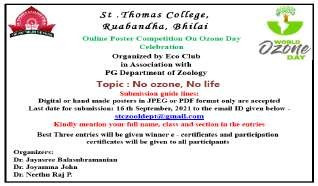 St .Thomas College,
Ruabandha, Bhilai
Online Poster Competition On Ozone Day
Celebration
Organized by Eco Club
in Association with
PG Department of Zoology
WORLD
Ozone
DAY
Topic : No ozone, No life
Submission guide lines:
Digital or hand made posters in JPEG or PDF format only are accepted
Last date for submission: 16 th September, 2021 to the email ID given below -
stczooldept@gmail.com
Kindly mention your full name, class and section in the entries
Best Three entries will be given winner e - certificates and participation
certificates will be given to all participants
Organizers:
Dr. Jayasree Balasubramanian
Dr. Joyamma John
Dr. Neethu Raj P.